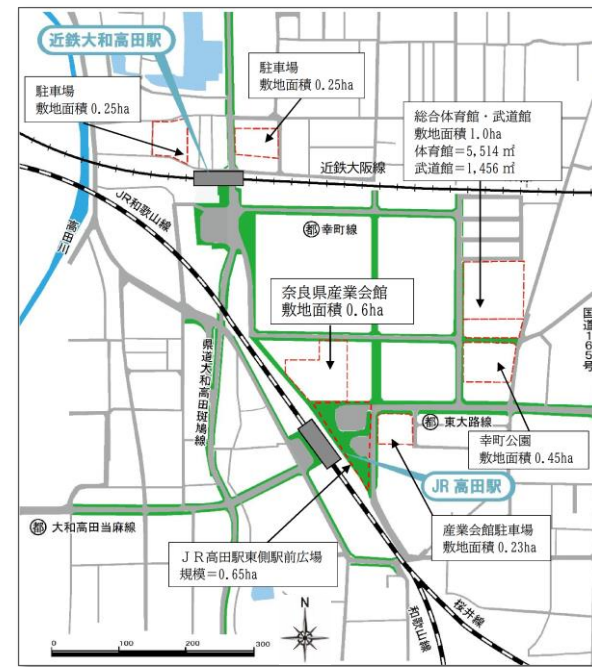 近鉄大和高田駅
駐車場
敷地面積0.25ha
駐車場
敷地面積0.25ha
総合体育館・武道館
敷地面積1.0ha
体育館=5,514㎡
武道館=1,456㎡
近鉄大阪線
JR和歌山線
高田川
都 幸町線
奈良県産業会館
敷地面積0.6ha
国道165号
県道大和高田斑鳩線
都 東大路線
幸町公園
敷地面積0.45ha
JR高田駅
都 大和高田当麻線
産業会館駐車場
敷地面積0.23ha
JR高田駅東側駅前広場
規模=0.65ha
桜井線
和歌山線
N
0 100 200 300